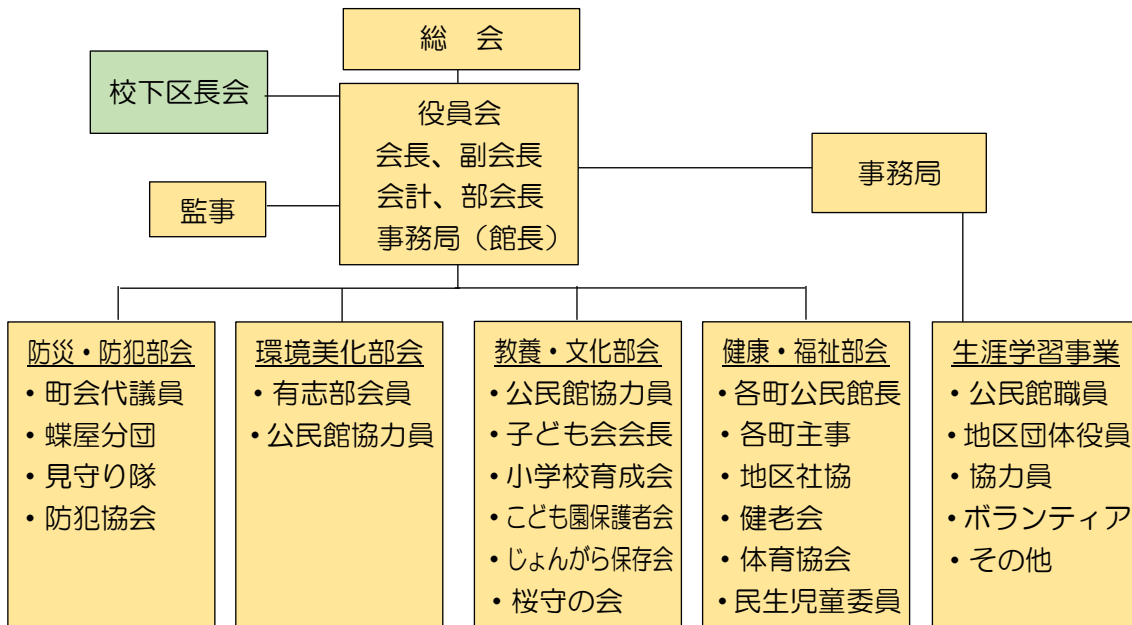 総　会
校下区長会
役員会
会長、副会長
会計、部会長
事務局（館長）
監事
事務局
防災・防犯部会
・町会代議員
・蝶屋分団
・見守り隊
・防犯協会
環境美化部会
・有志部会員
・公民館協力員
教養・文化部会
・公民館協力員
・子ども会会長
・小学校育成会
・こども園保護者会
・じょんがら保存会
・桜守の会
健康・福祉部会
・各町公民館長
・各町主事
・地区社協
・健老会
・体育協会
・民生児童委員
生涯学習事業
・公民館職員
・地区団体役員
・協力員
・ボランティア
・その他